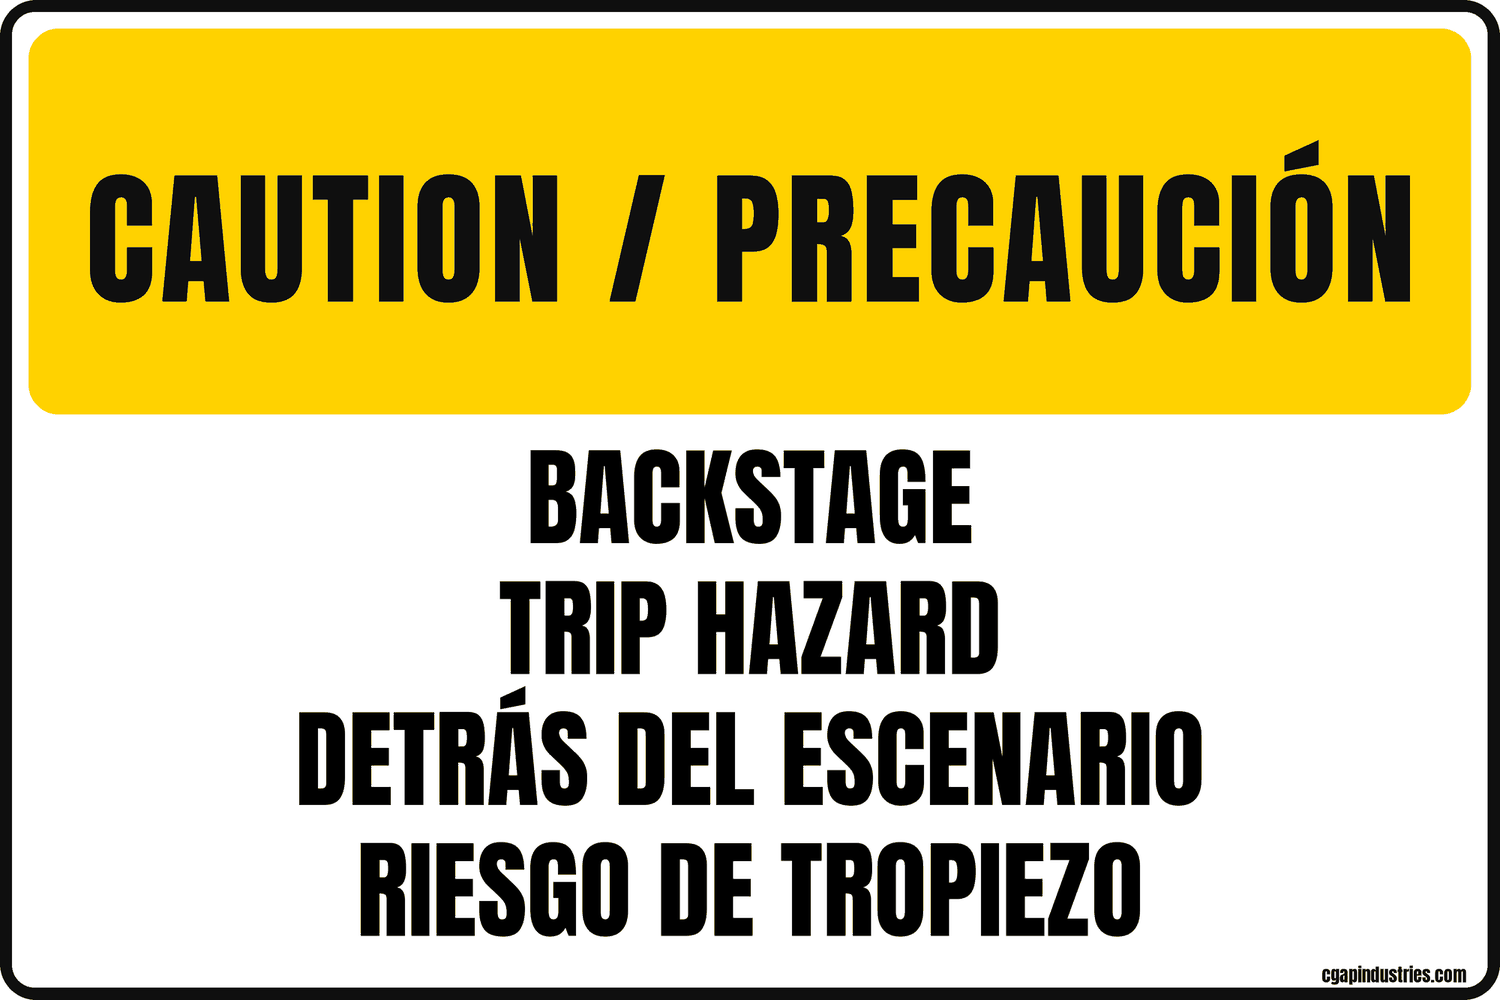 CAUTION / PRECAUCIÓN
BACKSTAGE
TRIP HAZARD
DETRÁS DEL ESCENARIO
RIESGO DE TROPIEZO
cgapindustries.com